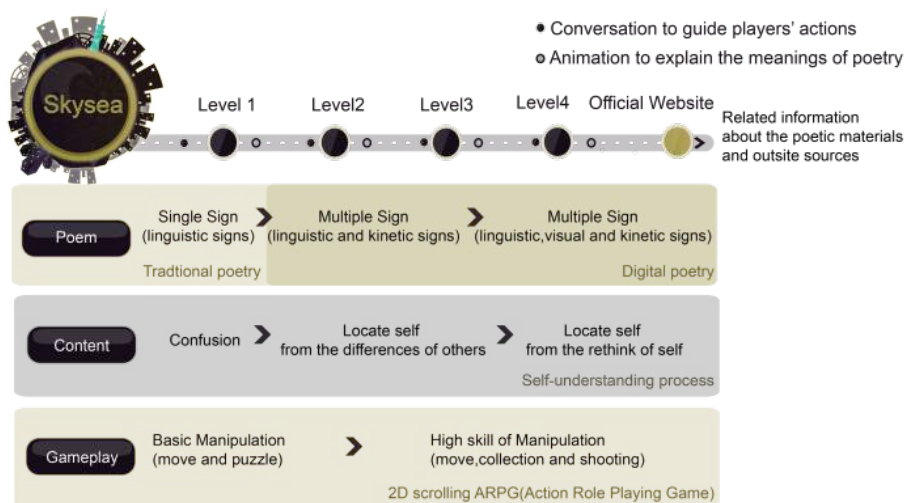 Conversation to guide players' actions
Animation to explain the meanings of poetry
Skysea
Level 1
Level2
Level3
Level4
Official Website
Related information
about the poetic materials
and outsite sources
Poem
Single Sign
(linguistic signs)
Multiple Sign
(linguistic and kinetic signs)
Multiple Sign
(linguistic,visual and kinetic signs)
Tradtional poetry
Digital poetry
Content
Confusion
Locate self
from the differences of others
Locate self
from the rethink of self
Self-understanding process
Gameplay
Basic Manipulation
(move and puzzle)
High skill of Manipulation
(move,collection and shooting)
2D scrolling ARPG(Action Role Playing Game)